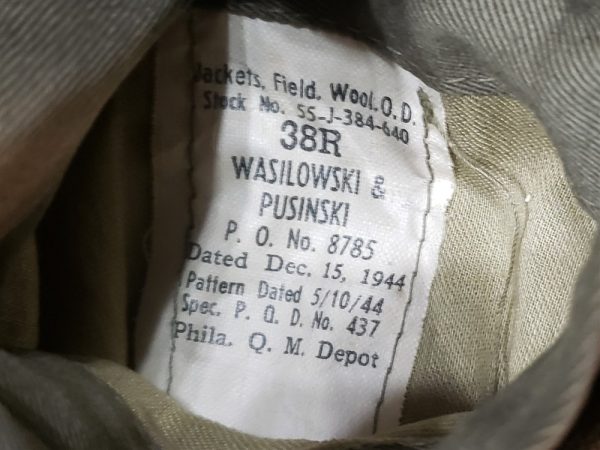 Jackets, Field, Wool, O.D.
Stock No. 55-J-384-640
38R
WASILOWSKI &
PUSINSKI
P. O. No. 8785
Dated Dec. 15, 1944
Pattern Dated 5/10/44
Spec. P. Q. D. No. 437
Phila. Q. M. Depot